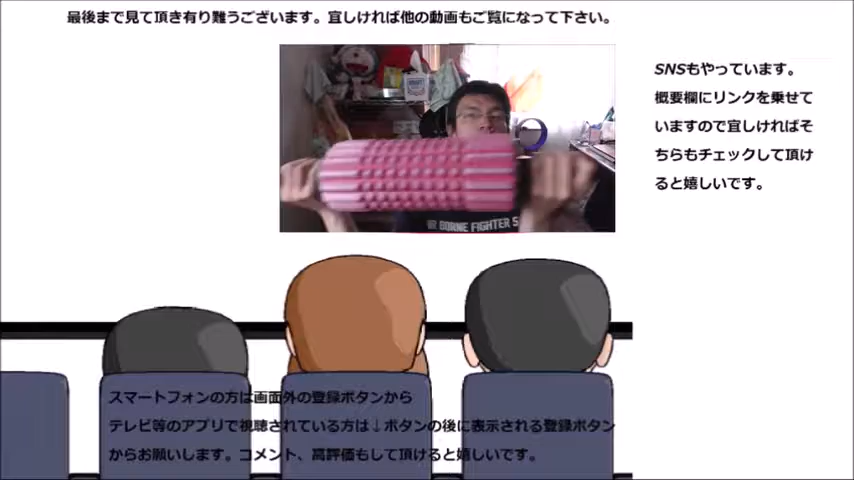 最後まで見て頂き有り難うございます。宜しければ他の動画もご覧になって下さい。
SNSもやっています。
概要欄にリンクを乗せて
いますので宜しければそ
ちらもチェックして頂け
ると嬉しいです。
BORNE FIGHTER S
スマートフォンの方は画面外の登録ボタンから
テレビ等のアプリで視聴されている方は↓ボタンの後に表示される登録ボタン
からお願いします。コメント、高評価もして頂けると嬉しいです。